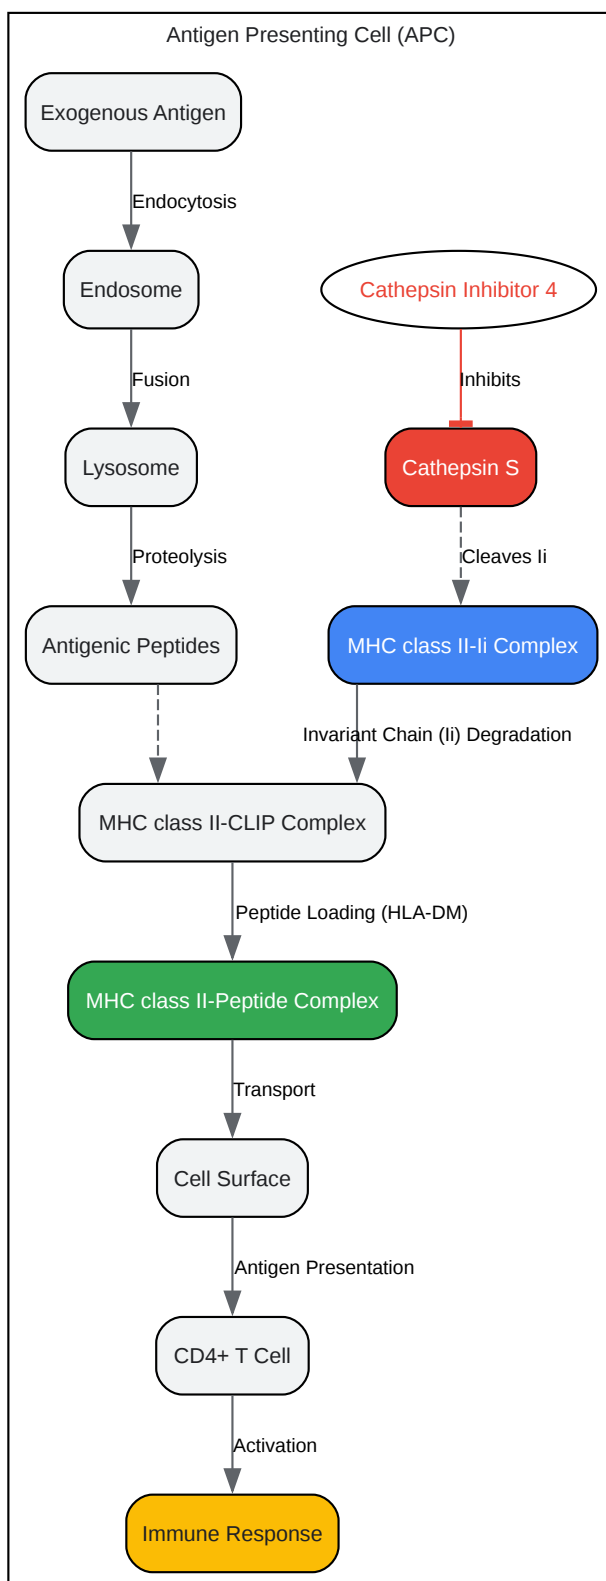 Antigen Presenting Cell (APC)
Exogenous Antigen
Endocytosis
Endosome
Cathepsin Inhibitor 4
Fusion
Inhibits
Lysosome
Cathepsin S
Proteolysis
Cleaves Ii
Antigenic Peptides
MHC class II-Ii Complex
Invariant Chain (Ii) Degradation
MHC class II-CLIP Complex
Peptide Loading (HLA-DM)
MHC class II-Peptide Complex
Transport
Cell Surface
Antigen Presentation
CD4+ T Cell
Activation
Immune Response